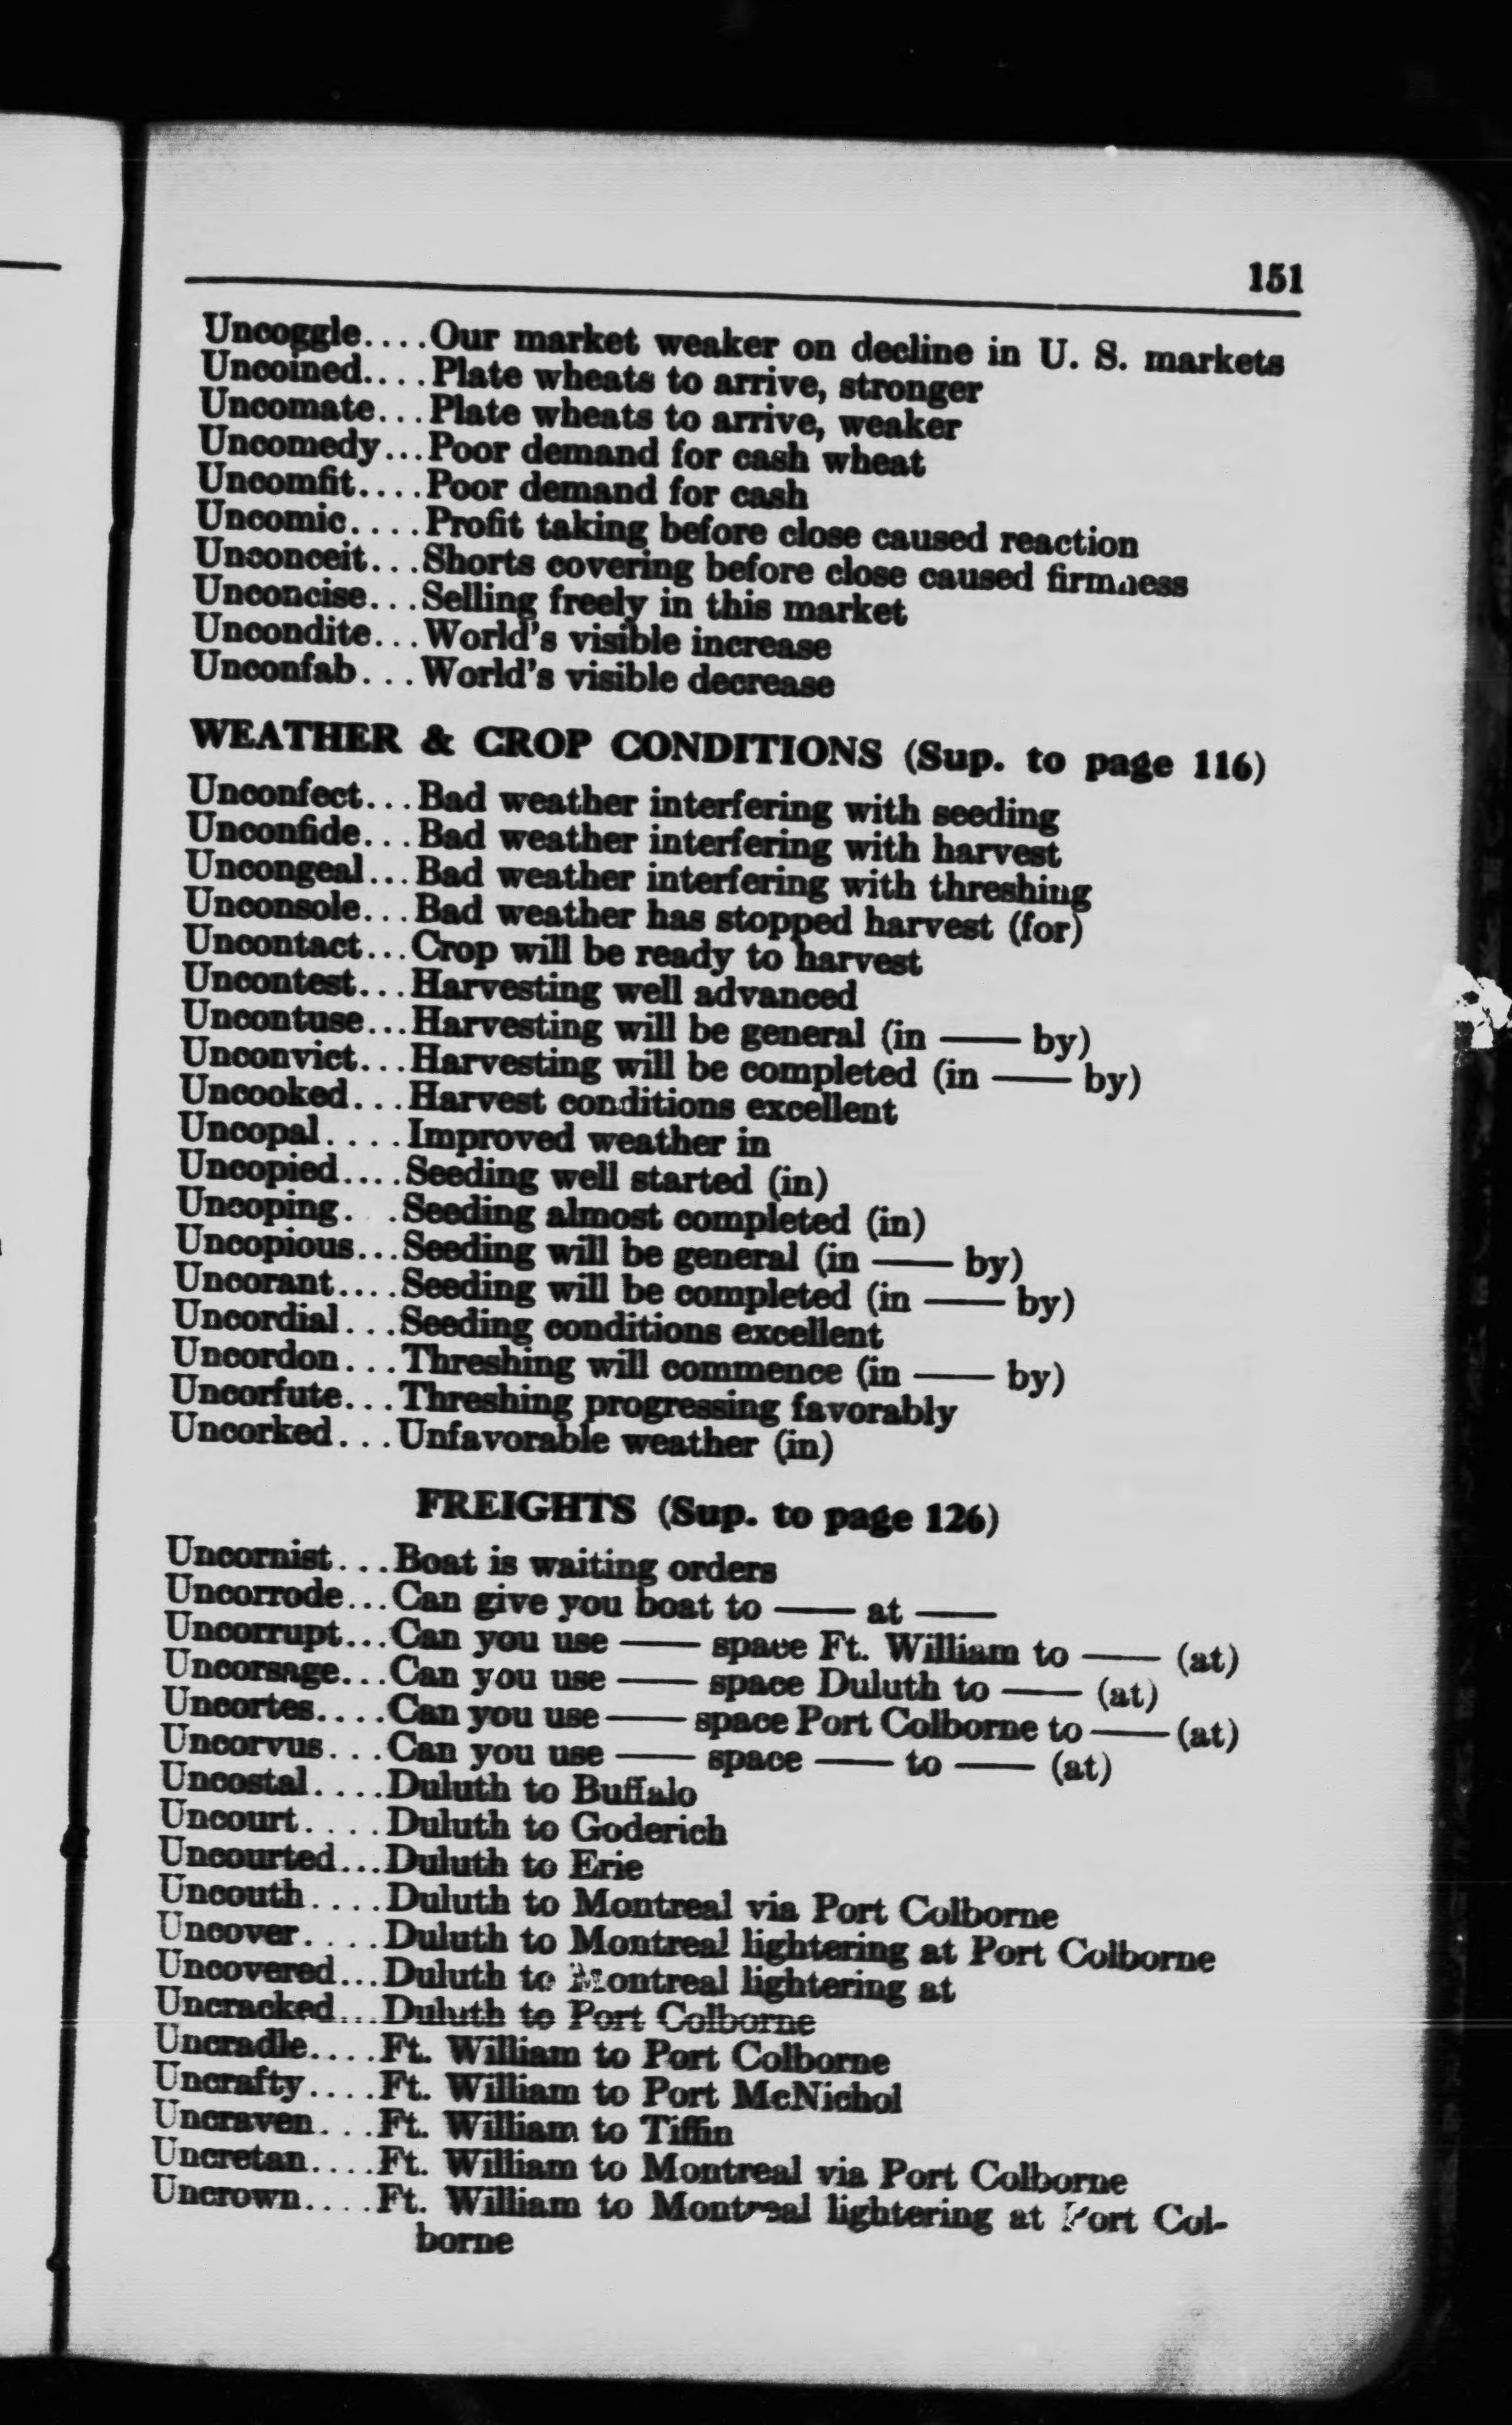 151
Uncoggle....Our market weaker on decline in U. S. markets
Uncoined....Plate wheats to arrive, stronger
Uncomate...Plate wheats to arrive, weaker
Uncomedy...Poor demand for cash wheat
Uncomfit....Poor demand for cash
Uncomic....Profit taking before close caused reaction
Unconceit...Shorts covering before close caused firmness
Unconcise...Selling freely in this market
Uncondite...World's visible increase
Unconfab...World's visible decrease
WEATHER & CROP CONDITIONS (Sup. to page 116)
Unconfect...Bad weather interfering with seeding
Unconfide...Bad weather interfering with harvest
Uncongeal...Bad weather interfering with threshing
Unconsole...Bad weather has stopped harvest (for)
Uncontact...Crop will be ready to harvest
Uncontest...Harvesting well advanced
Uncontuse...Harvesting will be general (in —— by)
Unconvict...Harvesting will be completed (in —— by)
Uncooked...Harvest conditions excellent
Uncopal....Improved weather in
Uncopied....Seeding well started (in)
Uncoping. .Seeding almost completed (in)
Uncopious...Seeding will be general (in —— by)
Uncorant....Seeding will be completed (in —— by)
Uncordial...Seeding conditions excellent
Uncordon...Threshing will commence (in —— by)
Uncorfute...Threshing progressing favorably
Uncorked...Unfavorable weather (in)
FREIGHTS (Sup. to page 126)
Uncornist...Boat is waiting orders
Uncorrode...Can give you boat to —— at ——
Uncorrupt...Can you use —— space Ft. William to —— (at)
Uncorsage...Can you use —— space Duluth to —— (at)
Uncortes....Can you use —— space Port Colborne to —— (at)
Uncorvus...Can you use —— space —— to —— (at)
Uncostal....Duluth to Buffalo
Uncourt....Duluth to Goderich
Uncourted...Duluth to Erie
Uncouth....Duluth to Montreal via Port Colborne
Uncover....Duluth to Montreal lightering at Port Colborne
Uncovered...Duluth to Montreal lightering at
Uncracked...Duluth to Port Colborne
Uncradle....Ft. William to Port Colborne
Uncrafty....Ft. William to Port McNichol
Uncraven...Ft. William to Tiffin
Uncretan....Ft. William to Montreal via Port Colborne
Uncrown....Ft. William to Montreal lightering at Port Col-
borne